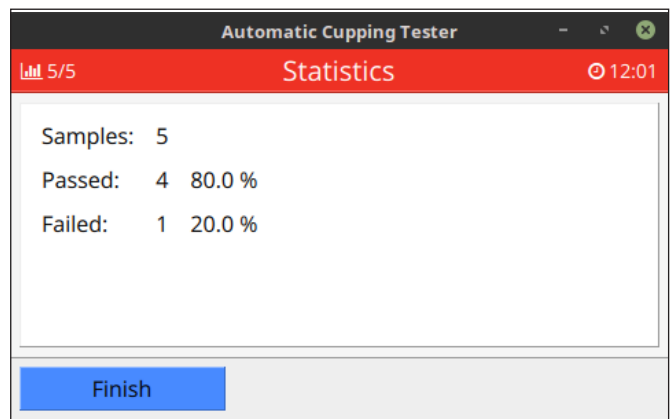 Automatic Cupping Tester
5/5 Statistics 12:01
Samples: 5
Passed: 4 80.0 %
Failed: 1 20.0 %
Finish